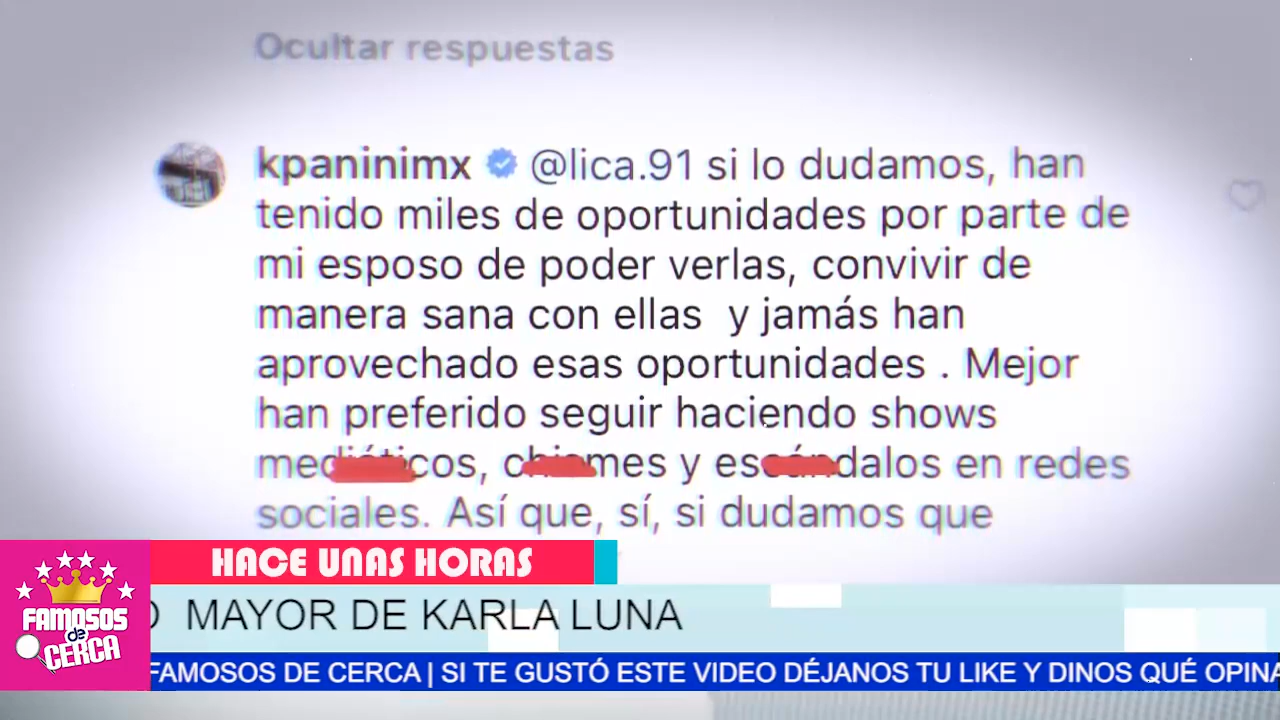 Ocultar respuestas
kpaninimx @lica.91 si lo dudamos, han
tenido miles de oportunidades por parte de
mi esposo de poder verlas, convivir de
manera sana con ellas y jamás han
aprovechado esas oportunidades . Mejor
han preferido seguir haciendo shows
mediáticos, chismes y escándalos en redes
sociales. Así que, sí, si dudamos que
HACE UNAS HORAS
MAYOR DE KARLA LUNA
FAMOSOS
de
CERCA
FAMOSOS DE CERCA | SI TE GUSTÓ ESTE VIDEO DÉJANOS TU LIKE Y DINOS QUÉ OPINA